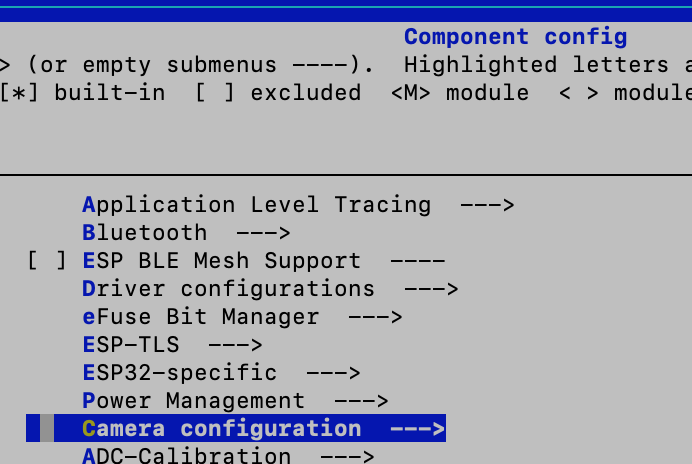 Component config
> (or empty submenus ----).  Highlighted letters a
[*] built-in  [ ] excluded  <M> module  < > module
Application Level Tracing  --->
Bluetooth  --->
[ ] ESP BLE Mesh Support  ----
Driver configurations  --->
eFuse Bit Manager  --->
ESP-TLS  --->
ESP32-specific  --->
Power Management  --->
Camera configuration  --->
ADC-Calibration  --->